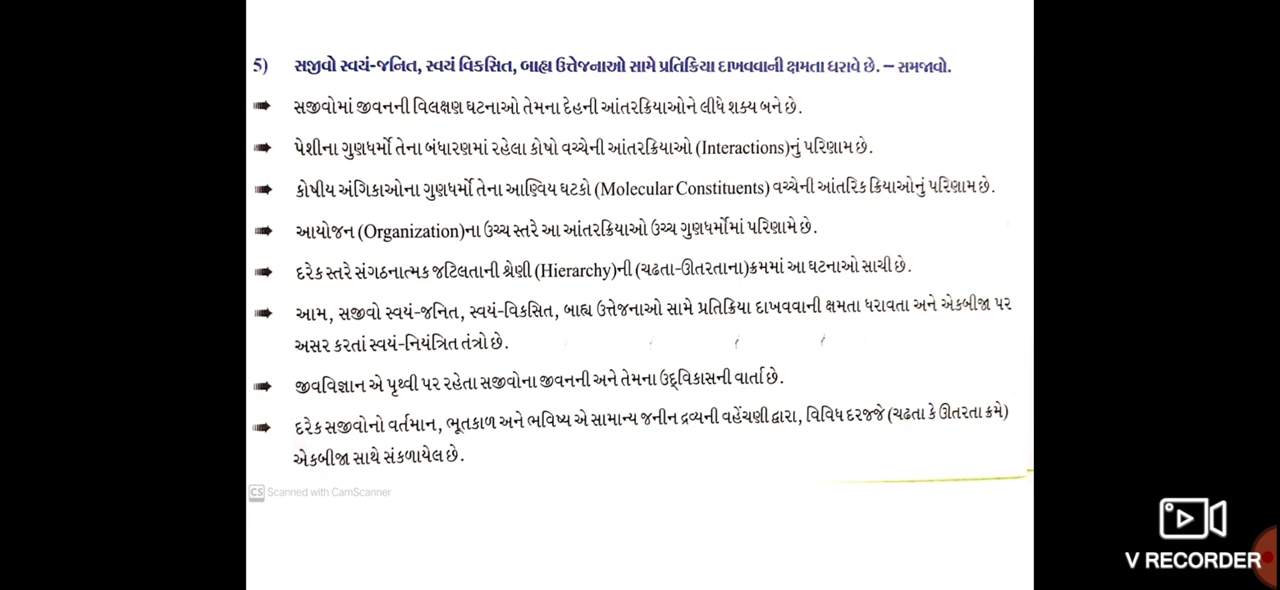 5) સજીવો સ્વયં-જનિત, સ્વયં વિકસિત, બાહ્ય ઉત્તેજનાઓ સામે પ્રતિક્રિયા દાખવવાની ક્ષમતા ધરાવે છે. – સમજાવો.
➠ સજીવોમાં જીવનની વિલક્ષણ ઘટનાઓ તેમના દેહની આંતરક્રિયાઓને લીધે શક્ય બને છે.
➠ પેશીના ગુણધર્મો તેના બંધારણમાં રહેલા કોષો વચ્ચેની આંતરક્રિયાઓ (Interactions)નું પરિણામ છે.
➠ કોષીય અંગિકાઓના ગુણધર્મો તેના આણ્વિય ઘટકો (Molecular Constituents) વચ્ચેની આંતરિક ક્રિયાઓનું પરિણામ છે.
➠ આયોજન (Organization)ના ઉચ્ચ સ્તરે આ આંતરક્રિયાઓ ઉચ્ચ ગુણધર્મોમાં પરિણામે છે.
➠ દરેક સ્તરે સંગઠનાત્મક જટિલતાની શ્રેણી (Hierarchy)ની (ચઢતા-ઊતરતાના) ક્રમમાં આ ઘટનાઓ સાચી છે.
➠ આમ, સજીવો સ્વયં-જનિત, સ્વયં-વિકસિત, બાહ્ય ઉત્તેજનાઓ સામે પ્રતિક્રિયા દાખવવાની ક્ષમતા ધરાવતા અને એકબીજા પર
અસર કરતાં સ્વયં-નિયંત્રિત તંત્રો છે.
➠ જીવવિજ્ઞાન એ પૃથ્વી પર રહેતા સજીવોના જીવનની અને તેમના ઉદ્દવિકાસની વાર્તા છે.
➠ દરેક સજીવોનો વર્તમાન, ભૂતકાળ અને ભવિષ્ય એ સામાન્ય જનીન દ્રવ્યની વહેંચણી દ્વારા, વિવિધ દરજજે (ચઢતા કે ઊતરતા ક્રમે)
એકબીજા સાથે સંકળાયેલ છે.
CS Scanned with CamScanner
V RECORDER